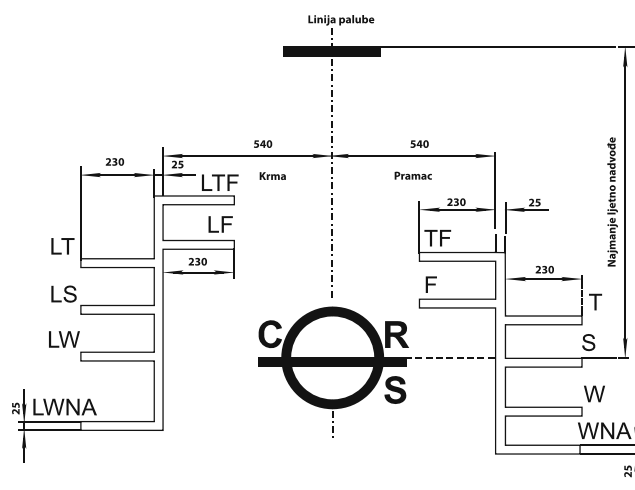 Linija palube
540
540
230
25
Krma
Pramac
LTF
230
25
LF
TF
LT
230
F
230
LS
T
LW
C
R
S
S
W
LWNA
25
WNA
25
Najmanje ljetno nadvođe